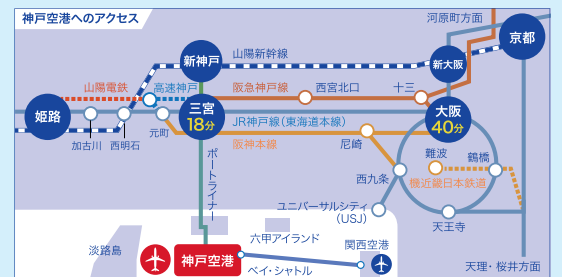 神戸空港へのアクセス
河原町方面
京都
新神戸
山陽新幹線
新大阪
山陽電鉄
高速神戸
阪急神戸線
西宮北口
十三
姫路
三宮
18分
大阪
40分
JR神戸線（東海道本線）
加古川
西明石
元町
阪神本線
尼崎
難波
鶴橋
ポートライナー
西九条
機近畿日本鉄道
ユニバーサルシティ
（USJ）
天王寺
淡路島
六甲アイランド
関西空港
神戸空港
ベイ・シャトル
天理・桜井方面